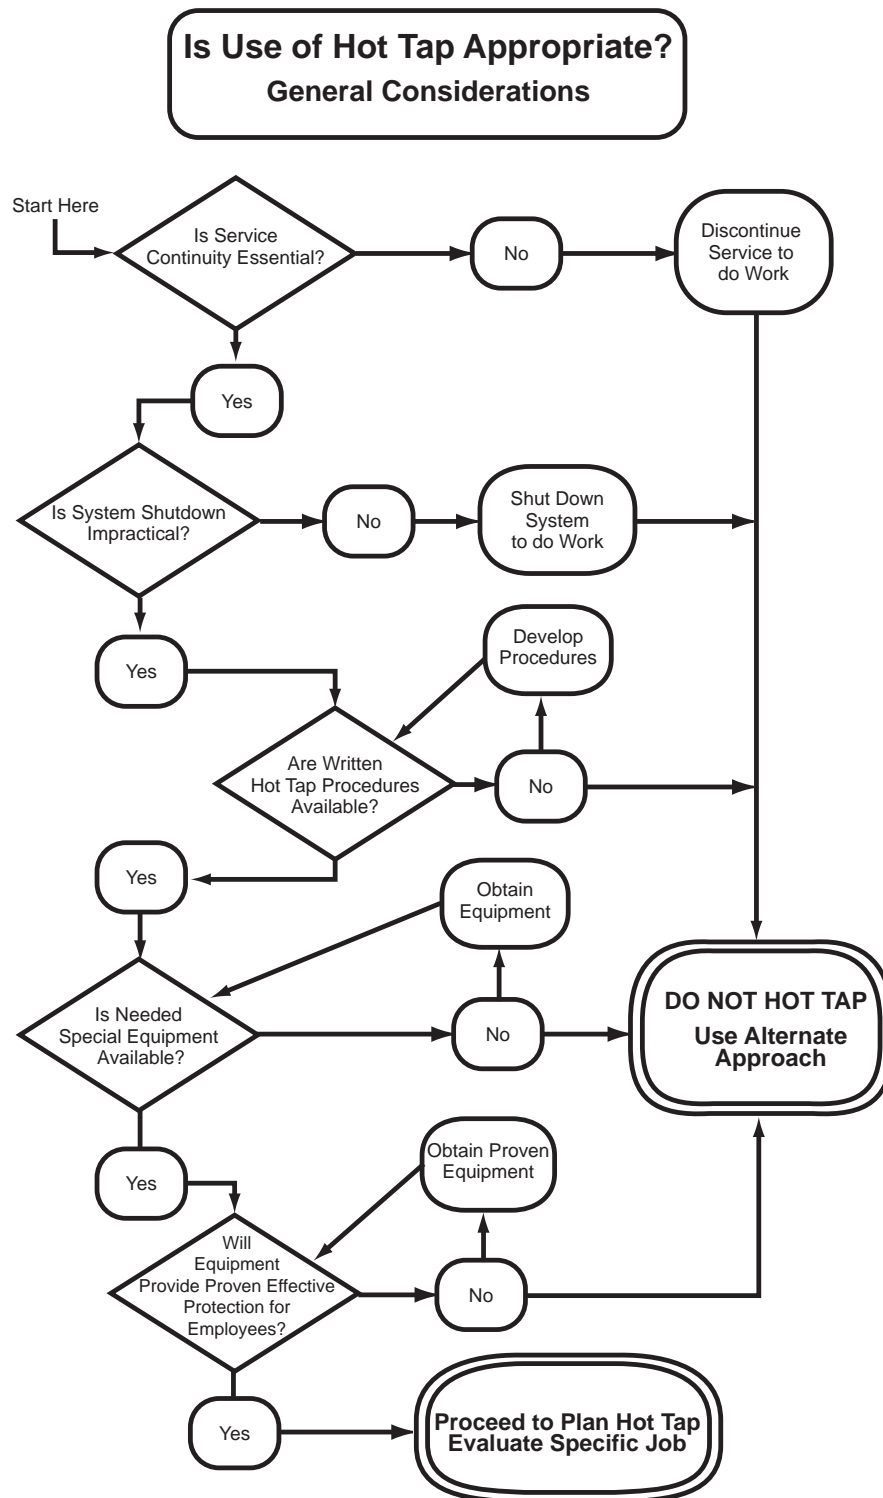 Is Use of Hot Tap Appropriate?
General Considerations
Start Here
Is Service
Continuity Essential?
No
Discontinue
Service to
do Work
Yes
Is System Shutdown
Impractical?
No
Shut Down
System
to do Work
Yes
Develop
Procedures
Are Written
Hot Tap Procedures
Available?
No
Yes
Obtain
Equipment
Is Needed
Special Equipment
Available?
No
DO NOT HOT TAP
Use Alternate
Approach
Yes
Obtain Proven
Equipment
Will
Equipment
Provide Proven Effective
Protection for
Employees?
No
Yes
Proceed to Plan Hot Tap
Evaluate Specific Job